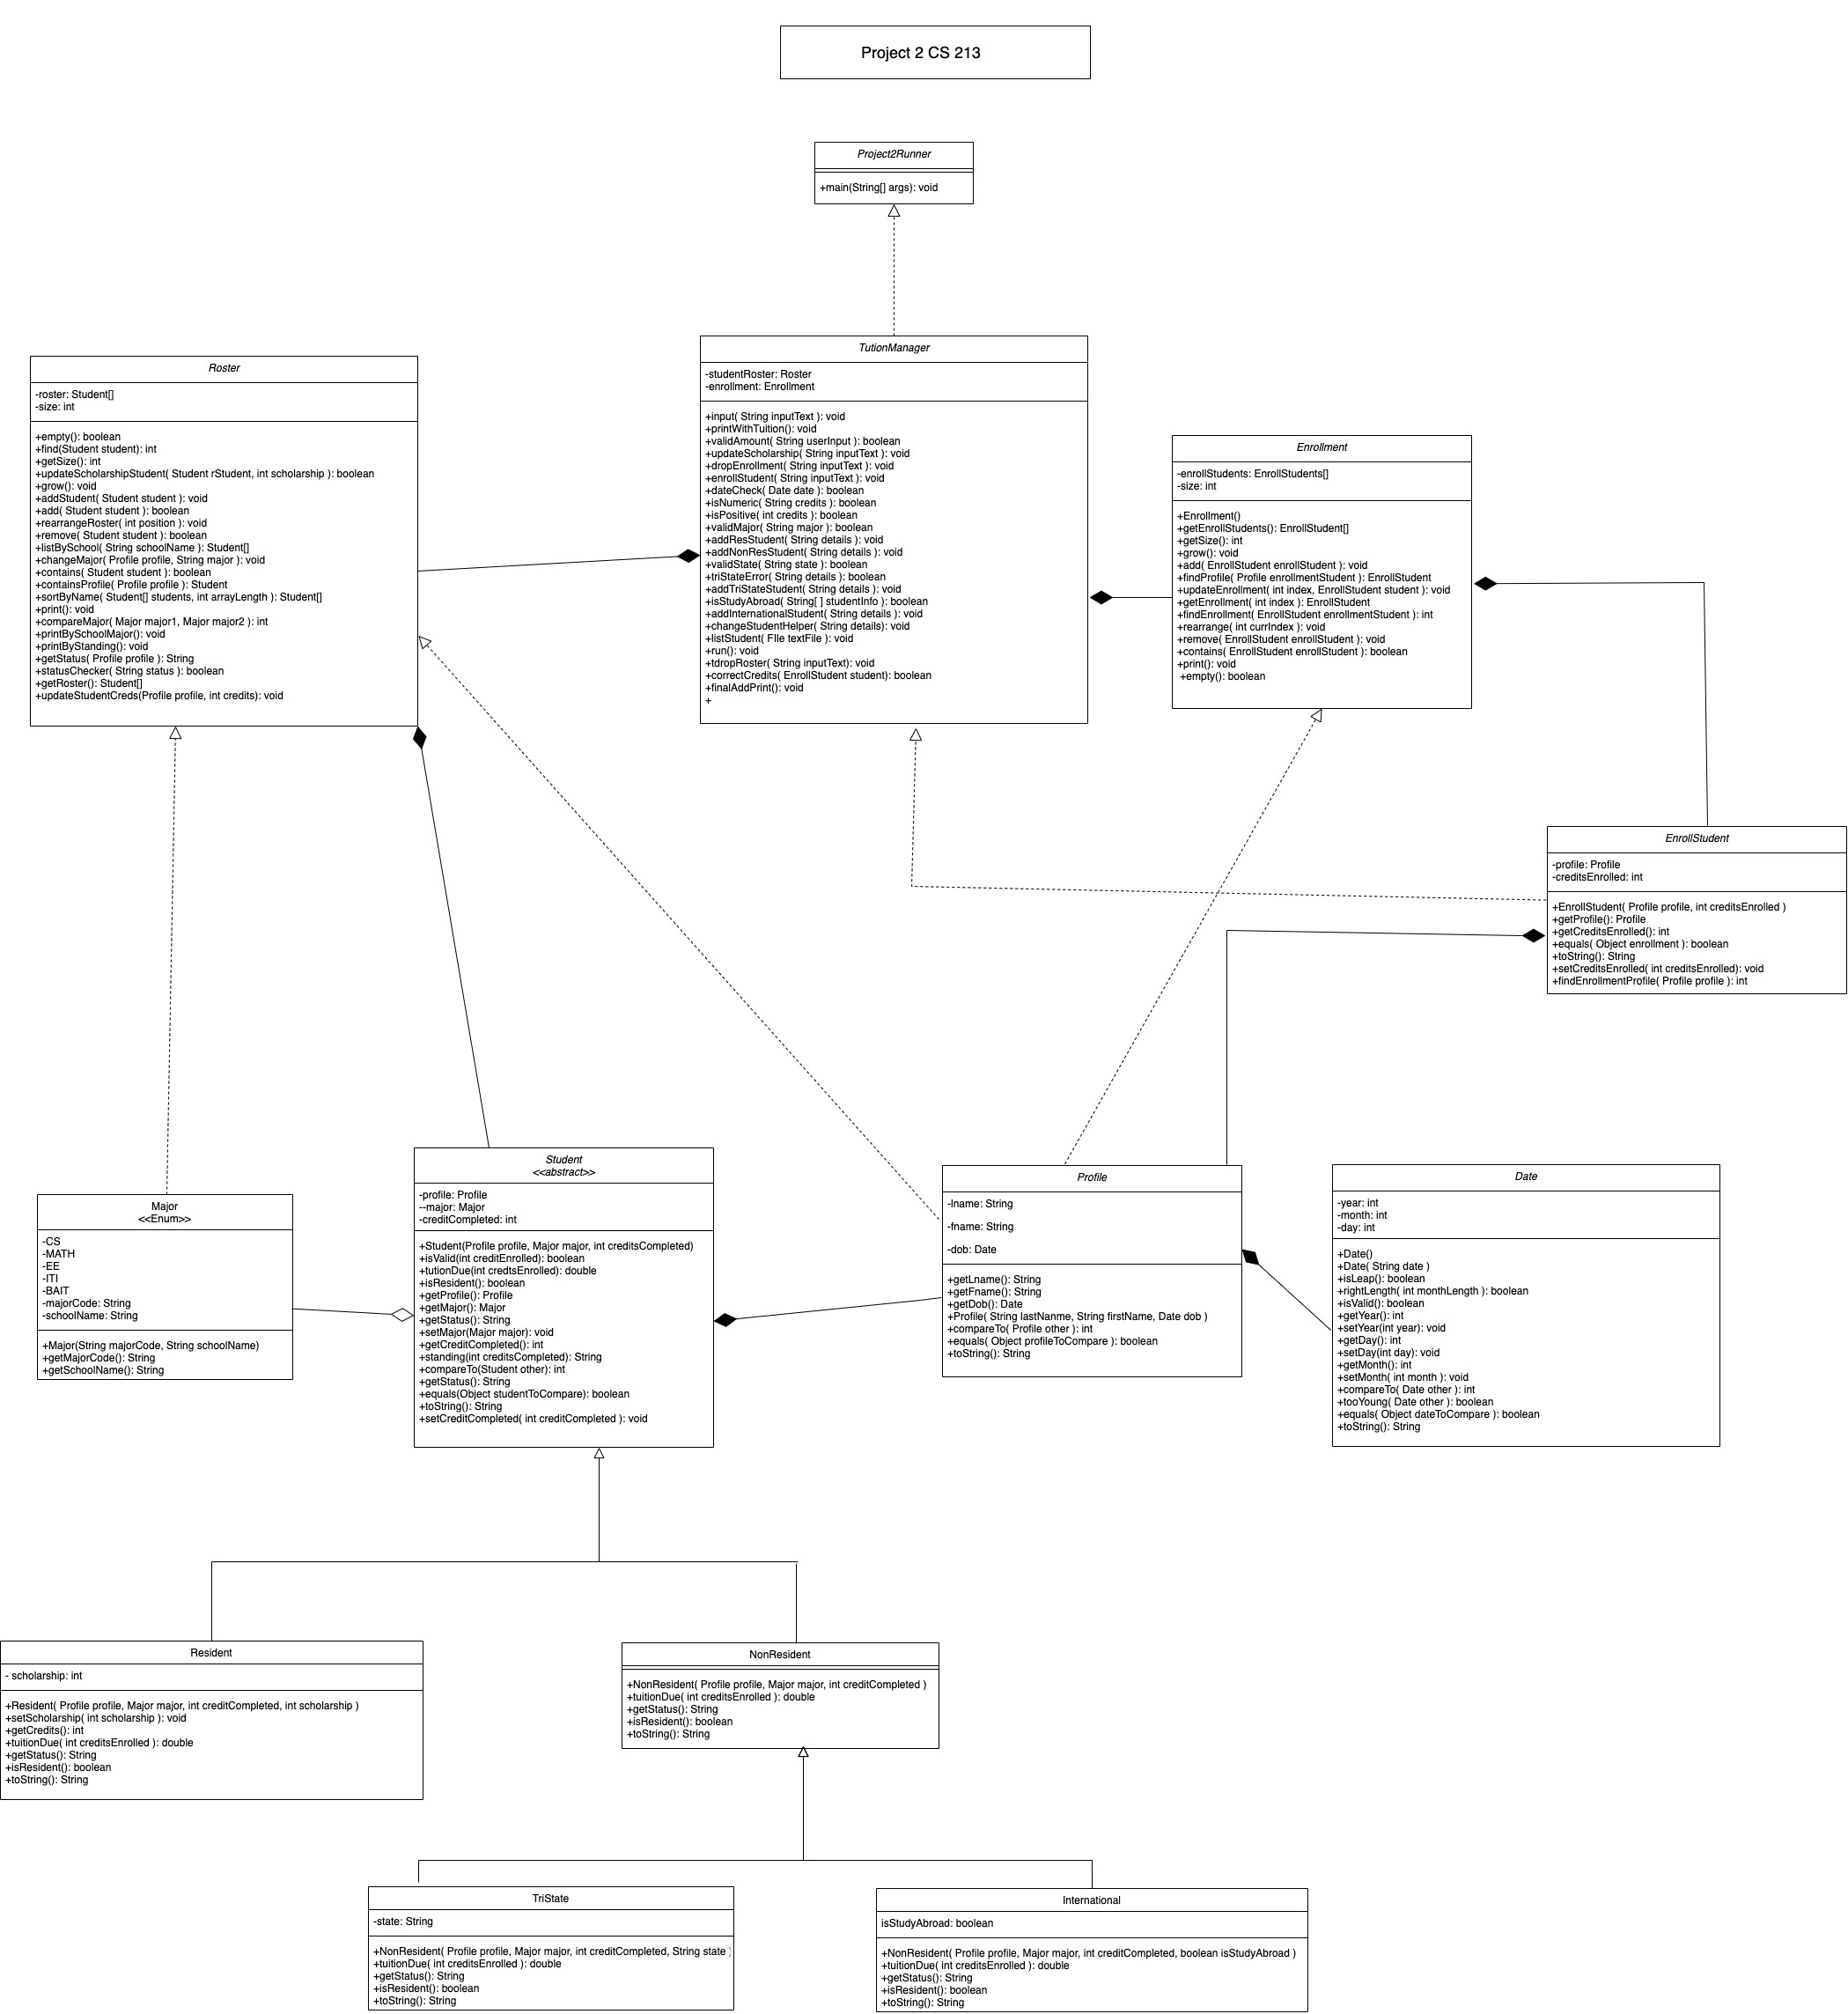 Project 2 CS 213
Project2Runner
+main(String[] args): void
Roster
-roster: Student[]
-size: int
+empty(): boolean
+find(Student student): int
+getSize(): int
+updateScholarshipStudent( Student rStudent, int scholarship ): boolean
+grow(): void
+addStudent( Student student ): void
+add( Student student ): boolean
+rearrangeRoster( int position ): void
+remove( Student student ): boolean
+listBySchool( String schoolName ): Student[]
+changeMajor( Profile profile, String major ): void
+contains( Student student ): boolean
+containsProfile( Profile profile ): Student
+sortByName( Student[] students, int arrayLength ): Student[]
+print(): void
+compareMajor( Major major1, Major major2 ): int
+printBySchoolMajor(): void
+printByStanding(): void
+getStatus( Profile profile ): String
+statusChecker( String status ): boolean
+getRoster(): Student[]
+updateStudentCreds(Profile profile, int credits): void
TutionManager
-studentRoster: Roster
-enrollment: Enrollment
+input( String inputText ): void
+printWithTuition(): void
+validAmount( String userInput ): boolean
+updateScholarship( String inputText ): void
+dropEnrollment( String inputText ): void
+enrollStudent( String inputText ): void
+dateCheck( Date date ): boolean
+isNumeric( String credits ): boolean
+isPositive( int credits ): boolean
+validMajor( String major ): boolean
+addResStudent( String details ): void
+addNonResStudent( String details ): void
+validState( String state ): boolean
+triStateError( String details ): boolean
+addTriStateStudent( String details ): void
+isStudyAbroad( String[ ] studentInfo ): boolean
+addInternationalStudent( String details ): void
+changeStudentHelper( String details): void
+listStudent( FIle textFile ): void
+run(): void
+tdropRoster( String inputText): void
+correctCredits( EnrollStudent student): boolean
+finalAddPrint(): void
+
Enrollment
-enrollStudents: EnrollStudents[]
-size: int
+Enrollment()
+getEnrollStudents(): EnrollStudent[]
+getSize(): int
+grow(): void
+add( EnrollStudent enrollStudent ): void
+findProfile( Profile enrollmentStudent ): EnrollStudent
+updateEnrollment( int index, EnrollStudent student ): void
+getEnrollment( int index ): EnrollStudent
+findEnrollment( EnrollStudent enrollmentStudent ): int
+rearrange( int currIndex ): void
+remove( EnrollStudent enrollStudent ): void
+contains( EnrollStudent enrollStudent ): boolean
+print(): void
+empty(): boolean
EnrollStudent
-profile: Profile
-creditsEnrolled: int
+EnrollStudent( Profile profile, int creditsEnrolled )
+getProfile(): Profile
+getCreditsEnrolled(): int
+equals( Object enrollment ): boolean
+toString(): String
+setCreditsEnrolled( int creditsEnrolled): void
+findEnrollmentProfile( Profile profile ): int
Major
<<Enum>>
-CS
-MATH
-EE
-ITI
-BAIT
-majorCode: String
-schoolName: String
+Major(String majorCode, String schoolName)
+getMajorCode(): String
+getSchoolName(): String
Student
<<abstract>>
-profile: Profile
--major: Major
-creditCompleted: int
+Student(Profile profile, Major major, int creditsCompleted)
+isValid(int creditEnrolled): boolean
+tutionDue(int credtsEnrolled): double
+isResident(): boolean
+getProfile(): Profile
+getMajor(): Major
+getStatus(): String
+setMajor(Major major): void
+getCreditCompleted(): int
+standing(int creditsCompleted): String
+compareTo(Student other): int
+getStatus(): String
+equals(Object studentToCompare): boolean
+toString(): String
+setCreditCompleted( int creditCompleted ): void
Profile
-lname: String
-fname: String
-dob: Date
+getLname(): String
+getFname(): String
+getDob(): Date
+Profile( String lastNanme, String firstName, Date dob )
+compareTo( Profile other ): int
+equals( Object profileToCompare ): boolean
+toString(): String
Date
-year: int
-month: int
-day: int
+Date()
+Date( String date )
+isLeap(): boolean
+rightLength( int monthLength ): boolean
+isValid(): boolean
+getYear(): int
+setYear(int year): void
+getDay(): int
+setDay(int day): void
+getMonth(): int
+setMonth( int month ): void
+compareTo( Date other ): int
+tooYoung( Date other ): boolean
+equals( Object dateToCompare ): boolean
+toString(): String
Resident
- scholarship: int
+Resident( Profile profile, Major major, int creditCompleted, int scholarship )
+setScholarship( int scholarship ): void
+getCredits(): int
+tuitionDue( int creditsEnrolled ): double
+getStatus(): String
+isResident(): boolean
+toString(): String
NonResident
+NonResident( Profile profile, Major major, int creditCompleted )
+tuitionDue( int creditsEnrolled ): double
+getStatus(): String
+isResident(): boolean
+toString(): String
TriState
-state: String
+NonResident( Profile profile, Major major, int creditCompleted, String state )
+tuitionDue( int creditsEnrolled ): double
+getStatus(): String
+isResident(): boolean
+toString(): String
International
isStudyAbroad: boolean
+NonResident( Profile profile, Major major, int creditCompleted, boolean isStudyAbroad )
+tuitionDue( int creditsEnrolled ): double
+getStatus(): String
+isResident(): boolean
+toString(): String